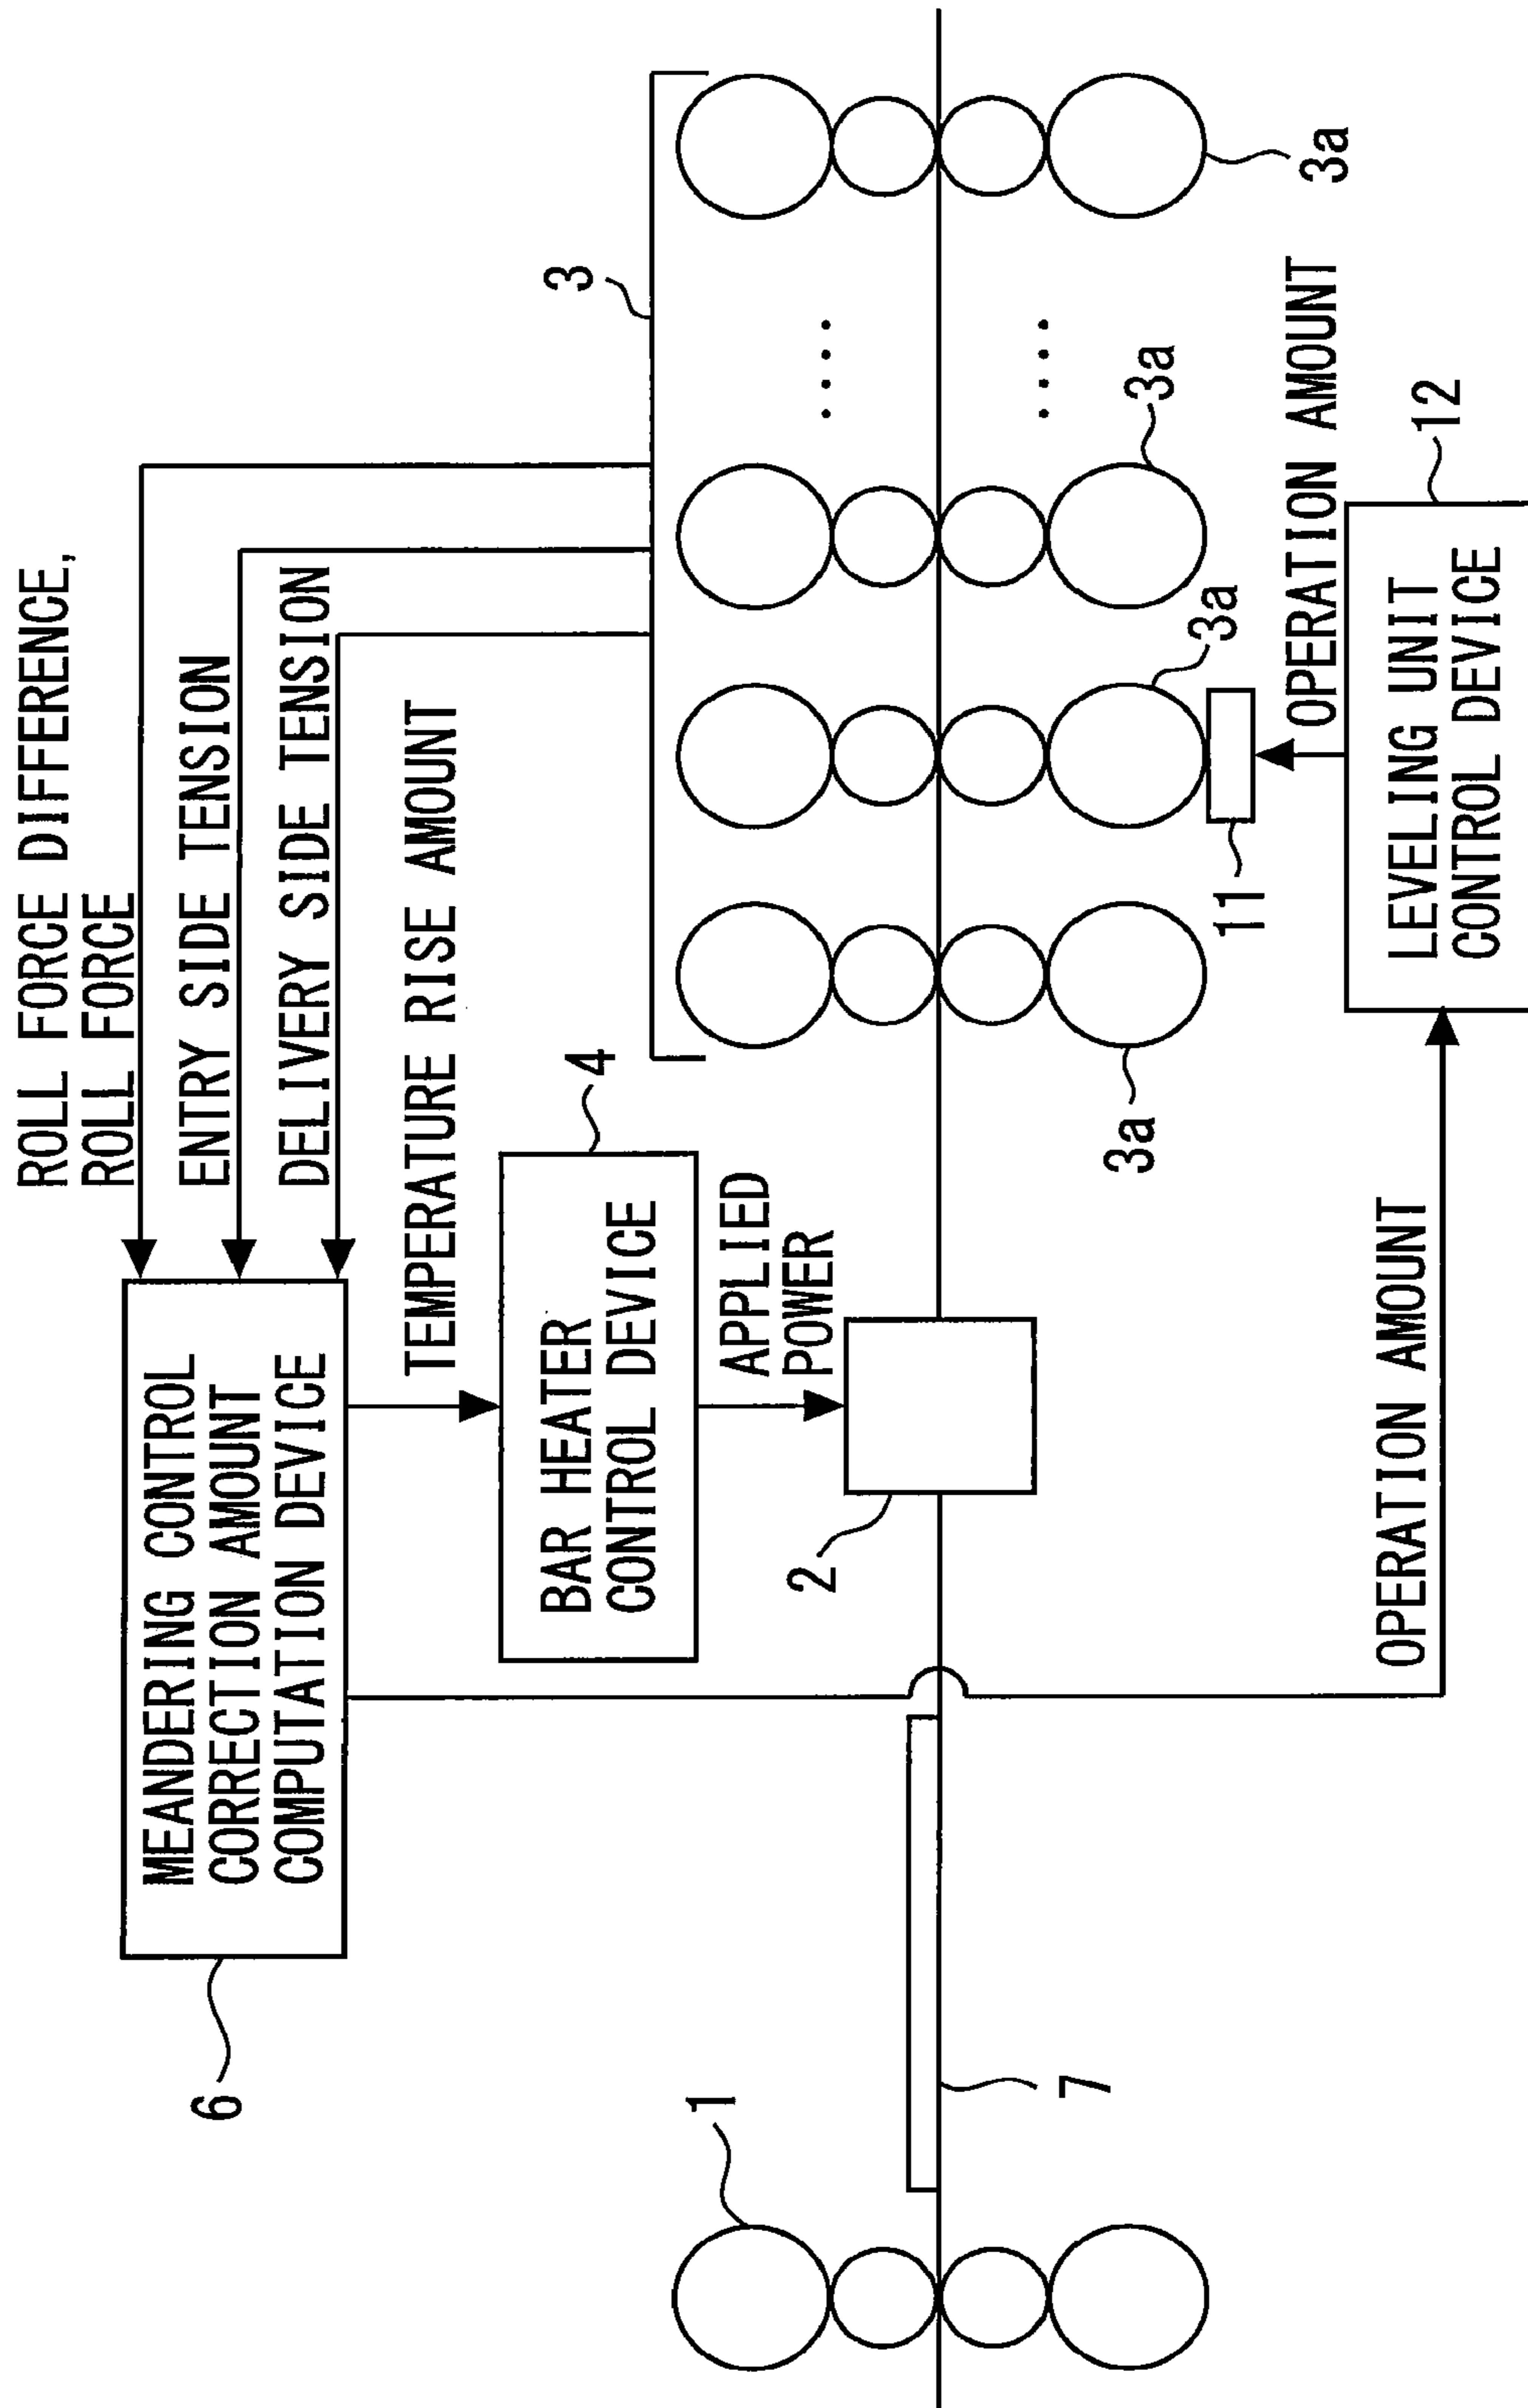 ROLL FORCE DIFFERENCE,
ROLL FORCE
ENTRY SIDE TENSION
DELIVERY SIDE TENSION
MEANDERING CONTROL
CORRECTION AMOUNT
COMPUTATION DEVICE
6
TEMPERATURE RISE AMOUNT
4
BAR HEATER
CONTROL DEVICE
APPLIED
POWER
3
1
2
7
3a
3a
3a
3a
11
OPERATION AMOUNT
12
LEVELING UNIT
CONTROL DEVICE
OPERATION AMOUNT